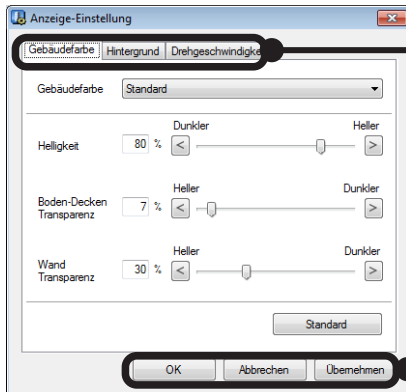 Anzeige-Einstellung
Gebäudefarbe Hintergrund Drehgeschwindigke
Gebäudefarbe Standard
Dunkler Heller
Helligkeit 80 % < >
Heller Dunkler
Boden-Decken
Transparenz 7 % < >
Heller Dunkler
Wand
Transparenz 30 % < >
Standard
OK Abbrechen Übernehmen